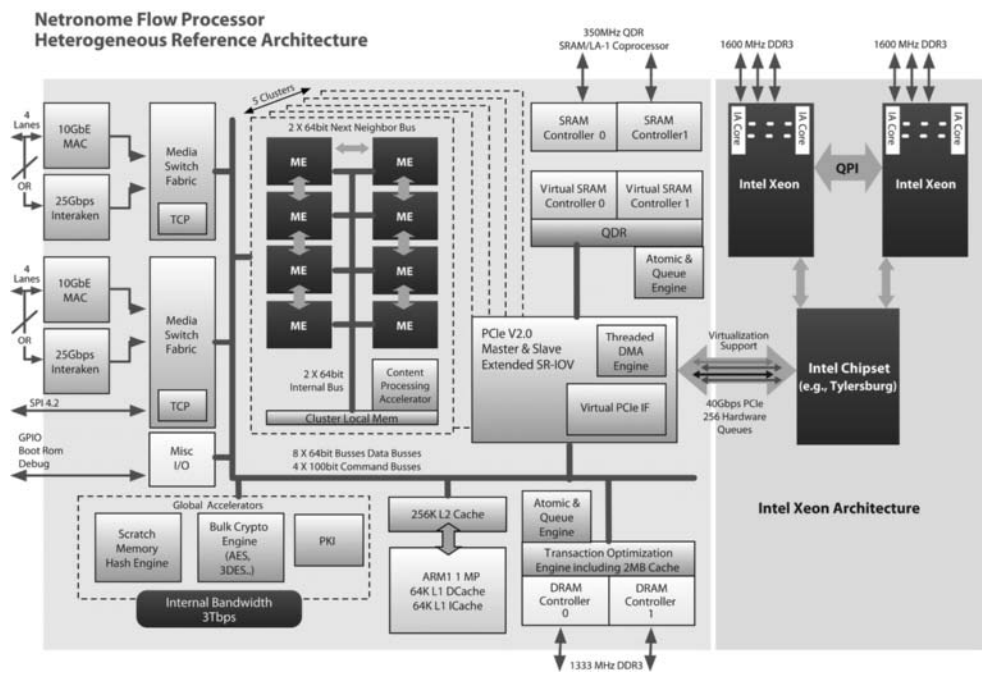 Netronome Flow Processor
Heterogeneous Reference Architecture
350MHz QDR
SRAM/LA-1 Coprocessor
1600 MHz DDR3
1600 MHz DDR3
4
Lanes
OR
10GbE
MAC
25Gbps
Interaken
Media
Switch
Fabric
TCP
4
Lanes
OR
10GbE
MAC
25Gbps
Interaken
Media
Switch
Fabric
TCP
SPI 4.2
GPIO
Boot Rom
Debug
Misc
I/O
5 Clusters
2 X 64bit Next Neighbor Bus
ME
ME
ME
ME
ME
ME
ME
ME
2 X 64bit
Internal Bus
Content
Processing
Accelerator
Cluster Local Mem
8 X 64bit Busses Data Busses
4 X 100bit Command Busses
SRAM
Controller 0
SRAM
Controller1
Virtual SRAM
Controller 0
Virtual SRAM
Controller 1
QDR
Atomic &
Queue
Engine
PCIe V2.0
Master & Slave
Extended SR-IOV
Threaded
DMA
Engine
Virtual PCIe IF
Virtualization
Support
40Gbps PCIe
256 Hardware
Queues
IA Core
IA Core
Intel Xeon
QPI
IA Core
IA Core
Intel Xeon
Intel Chipset
(e.g., Tylersburg)
Intel Xeon Architecture
Global Accelerators
Scratch
Memory
Hash Engine
Bulk Crypto
Engine
(AES,
3DES..)
PKI
Internal Bandwidth
3Tbps
256K L2 Cache
ARM1 1 MP
64K L1 DCache
64K L1 ICache
Atomic &
Queue
Engine
Transaction Optimization
Engine including 2MB Cache
DRAM
Controller
0
DRAM
Controller
1
1333 MHz DDR3